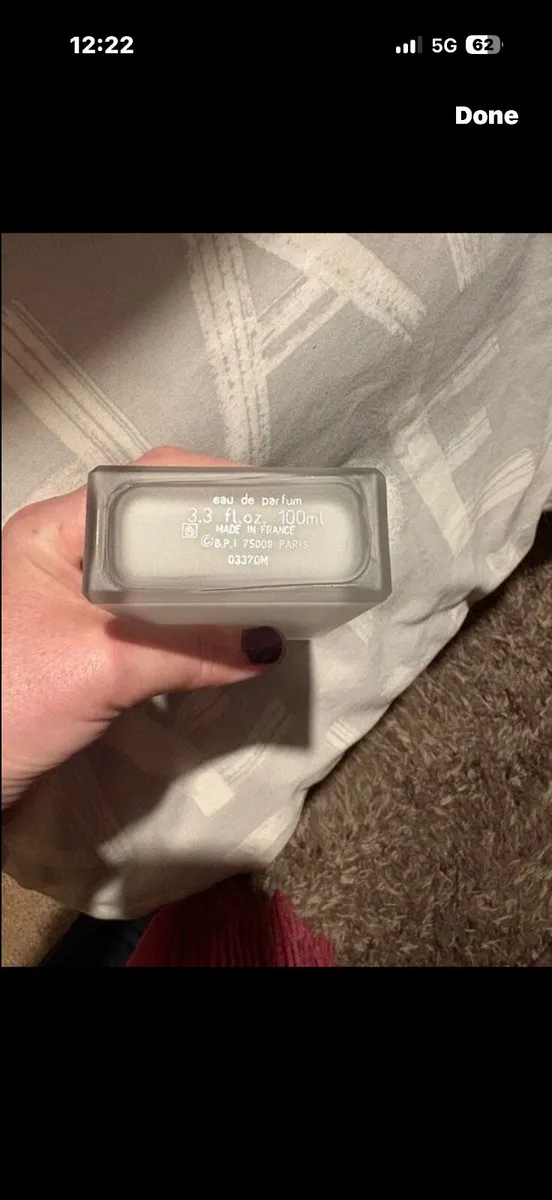 12:22
5G 62
Done
eau de parfum
3.3 fl.oz. 100ml
MADE IN FRANCE
©B.P.I. 75008 PARIS
03370M